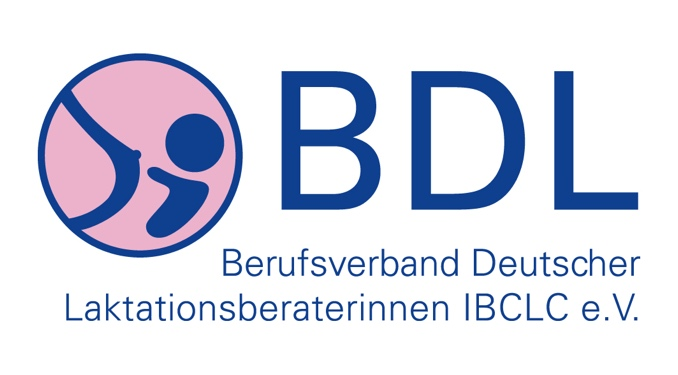 BDL
Berufsverband Deutscher
Laktationsberaterinnen IBCLC e.V.